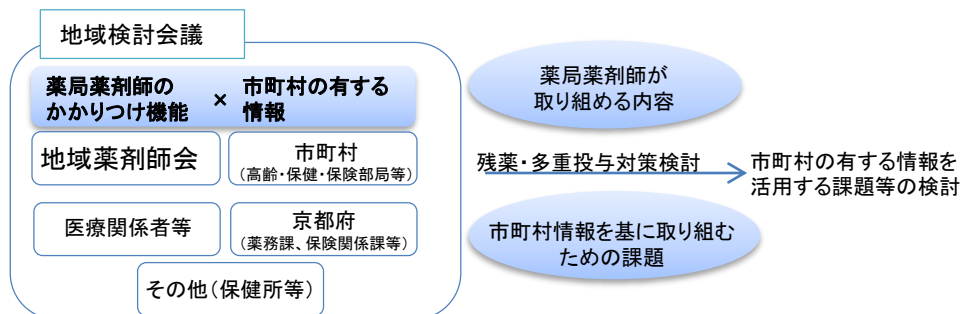 地域検討会議
薬局薬剤師の
かかりつけ機能
×
市町村の有する
情報
地域薬剤師会
市町村
(高齢・保健・保険部局等)
医療関係者等
京都府
(薬務課、保険関係課等)
その他(保健所等)
薬局薬剤師が
取り組める内容
残薬・多重投与対策検討
市町村の有する情報を
活用する課題等の検討
市町村情報を基に取り組む
ための課題